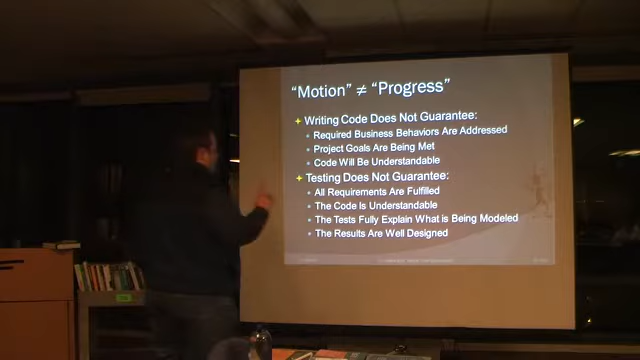 "Motion" ≠ "Progress"
Writing Code Does Not Guarantee:
Required Business Behaviors Are Addressed
Project Goals Are Being Met
Code Will Be Understandable
Testing Does Not Guarantee:
All Requirements Are Fulfilled
The Code Is Understandable
The Tests Fully Explain What is Being Modeled
The Results Are Well Designed